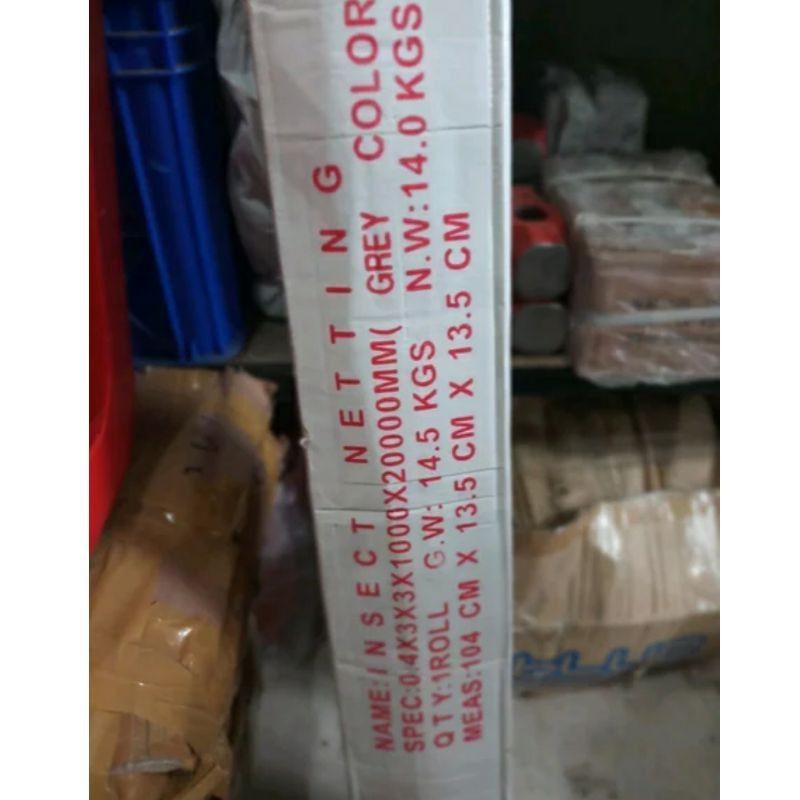 NAME:INSECT NETTING
SPEC:0.4X3X3X1000X20000MM( GREY COLOR
QTY:1ROLL G.W: 14.5 KGS N.W:14.0 KGS
MEAS:104 CM X 13.5 CM X 13.5 CM